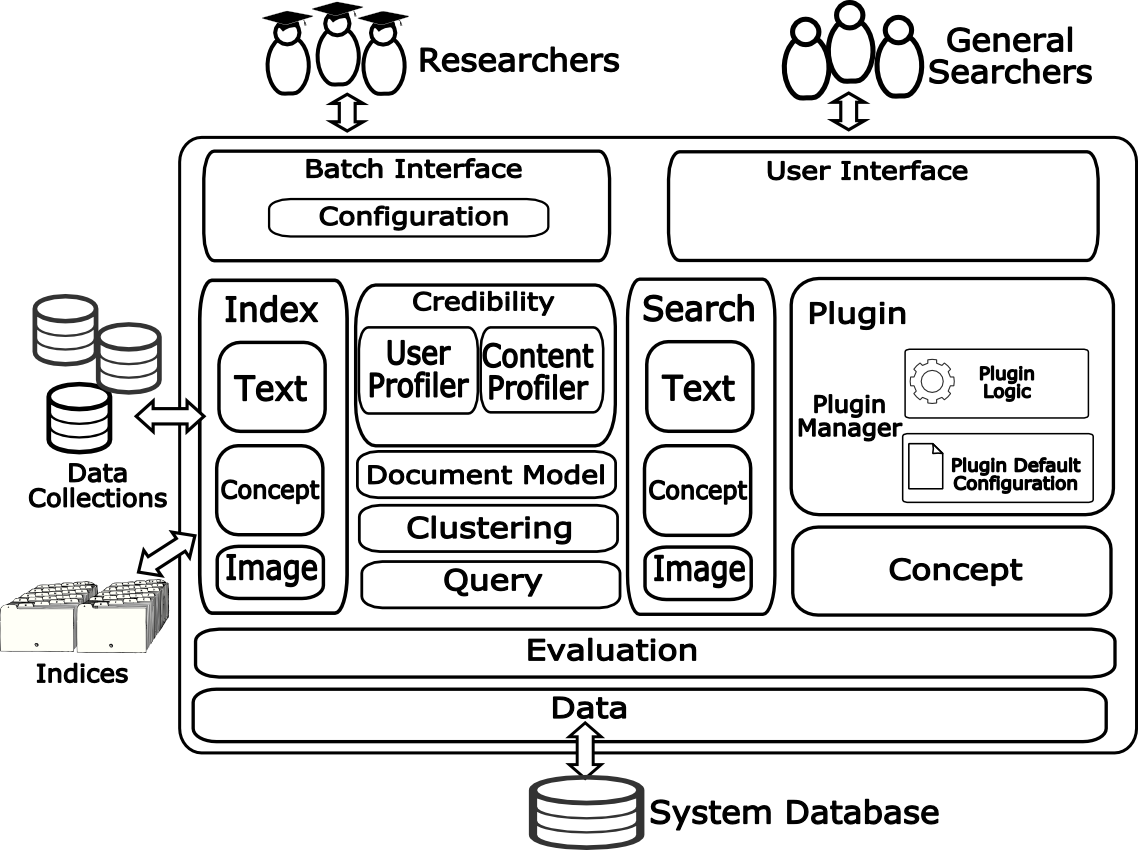 Researchers
General
Searchers
Batch Interface
Configuration
User Interface
Index
Text
Concept
Image
Credibility
User
Profiler
Content
Profiler
Document Model
Clustering
Query
Search
Text
Concept
Image
Plugin
Plugin
Manager
Plugin
Logic
Plugin Default
Configuration
Concept
Data
Collections
Indices
Evaluation
Data
System Database